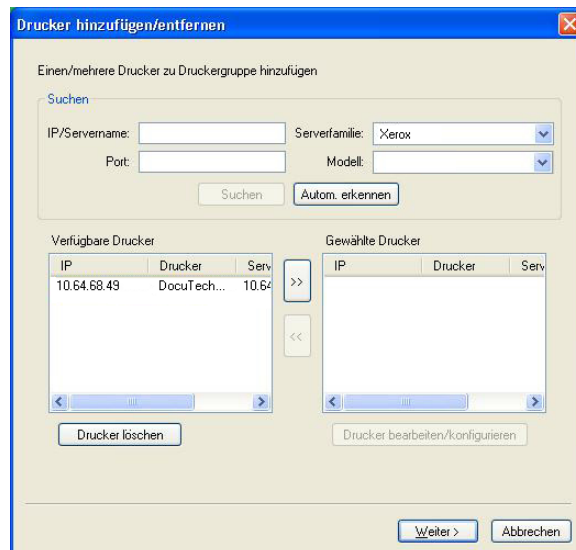 Drucker hinzufügen/entfernen
Einen/mehrere Drucker zu Druckergruppe hinzufügen
Suchen
IP/Servername: Serverfamilie: Xerox
Port: Modell:
Suchen Autom. erkennen
Verfügbare Drucker Gewählte Drucker
IP Drucker Serv IP Drucker Serv
10.64.68.49 DocuTech... 10.64
>>
<<
Drucker löschen Drucker bearbeiten/konfigurieren
Weiter > Abbrechen